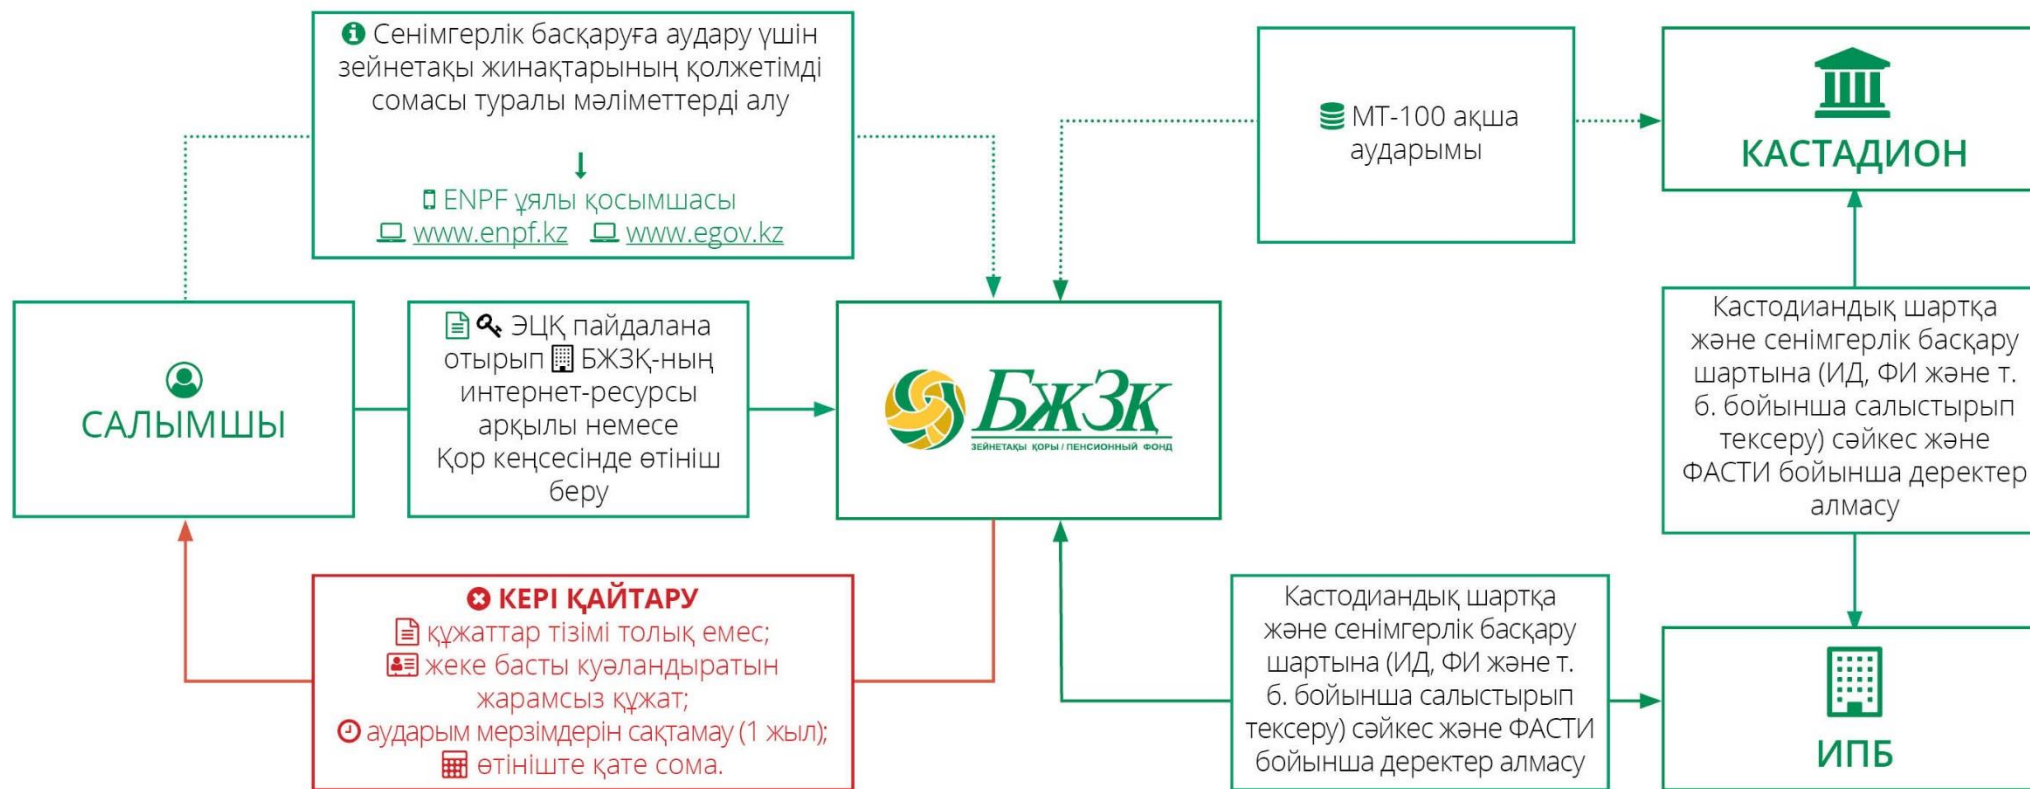 Сенімгерлік басқаруға аудару үшін
зейнетақы жинақтарының қолжетімді
сомасы туралы мәліметтерді алу
ENPF ұялы қосымшасы
www.enpf.kz www.egov.kz
МТ-100 ақша
аударымы
КАСТАДИОН
САЛЫМШЫ
ЭЦҚ пайдалана
отырып БЖЗҚ-ның
интернет-ресурсы
арқылы немесе
Қор кеңсесінде өтініш
беру
БЖЗҚ
ЗЕЙНЕТАҚЫ ҚОРЫ / ПЕНСИОННЫЙ ФОНД
Кастодиандық шартқа
және сенімгерлік басқару
шартына (ИД, ФИ және т.
б. бойынша салыстырып
тексеру) сәйкес және
ФАСТИ бойынша деректер
алмасу
КЕРІ ҚАЙТАРУ
құжаттар тізімі толық емес;
жеке басты куәландыратын
жарамсыз құжат;
аударым мерзімдерін сақтамау (1 жыл);
өтініште қате сома.
Кастодиандық шартқа
және сенімгерлік басқару
шартына (ИД, ФИ және т.
б. бойынша салыстырып
тексеру) сәйкес және ФАСТИ
бойынша деректер алмасу
ИПБ